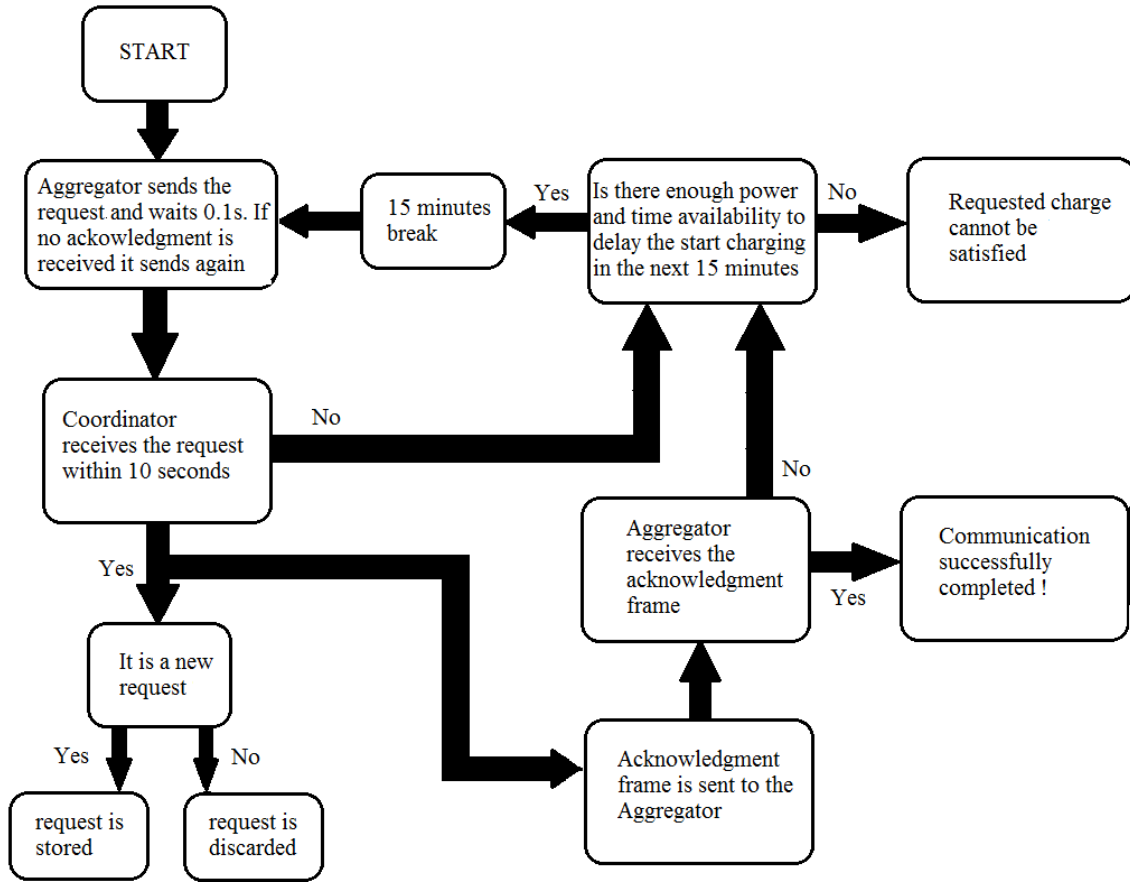 START
Aggregator sends the
request and waits 0.1s. If
no ackowledgment is
received it sends again
15 minutes
break
Yes
Is there enough power
and time availability to
delay the start charging
in the next 15 minutes
No
Requested charge
cannot be
satisfied
Coordinator
receives the request
within 10 seconds
No
No
Yes
Aggregator
receives the
acknowledgment
frame
Yes
Communication
successfully
completed !
It is a new
request
Yes
No
request is
stored
request is
discarded
Acknowledgment
frame is sent to the
Aggregator